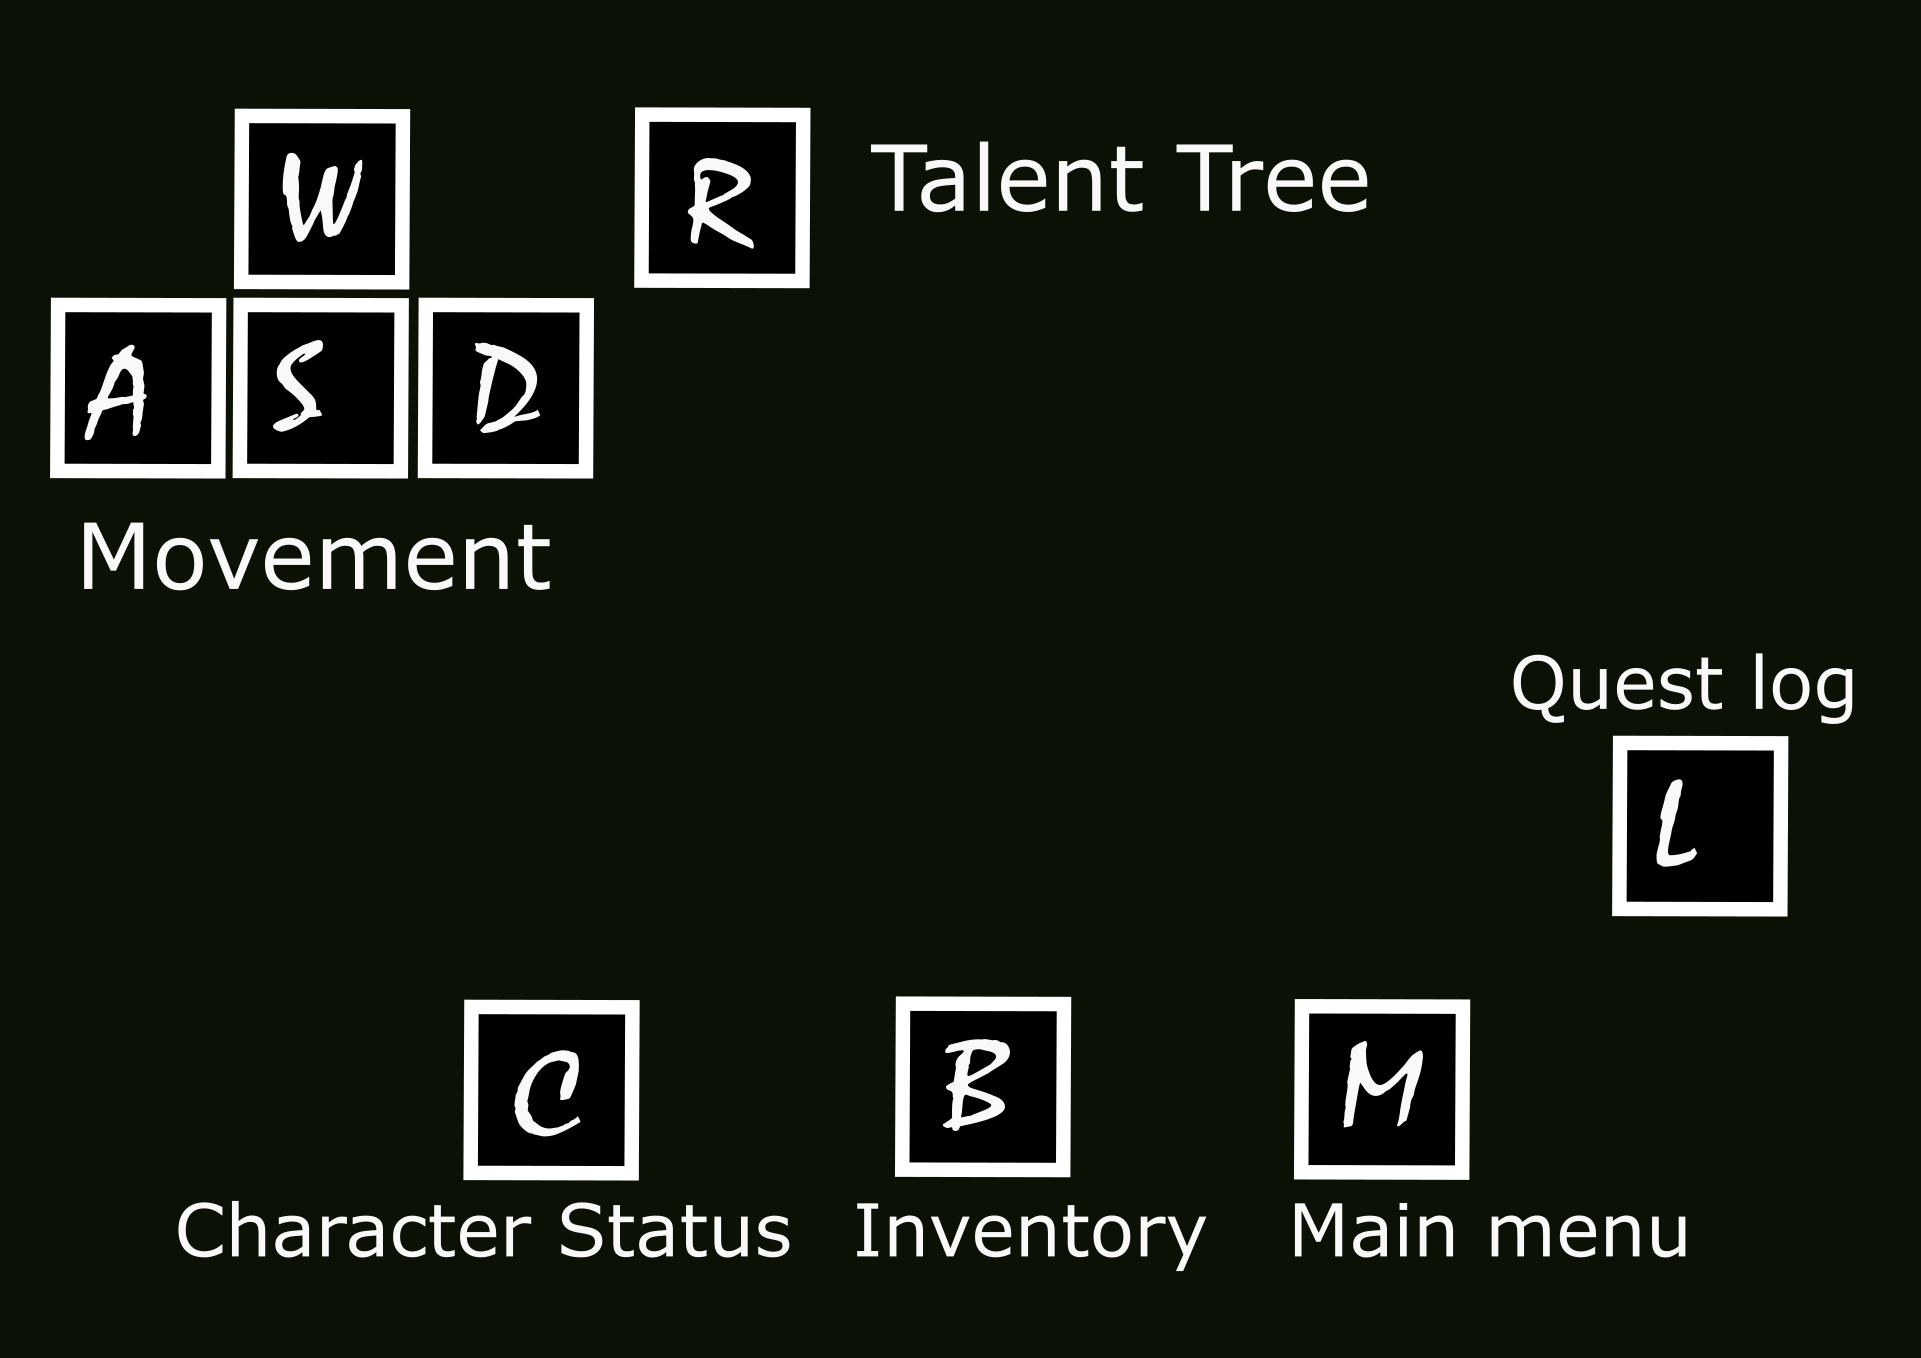 W
R
Talent Tree
A
S
D
Movement
Quest log
L
C
B
M
Character Status
Inventory
Main menu